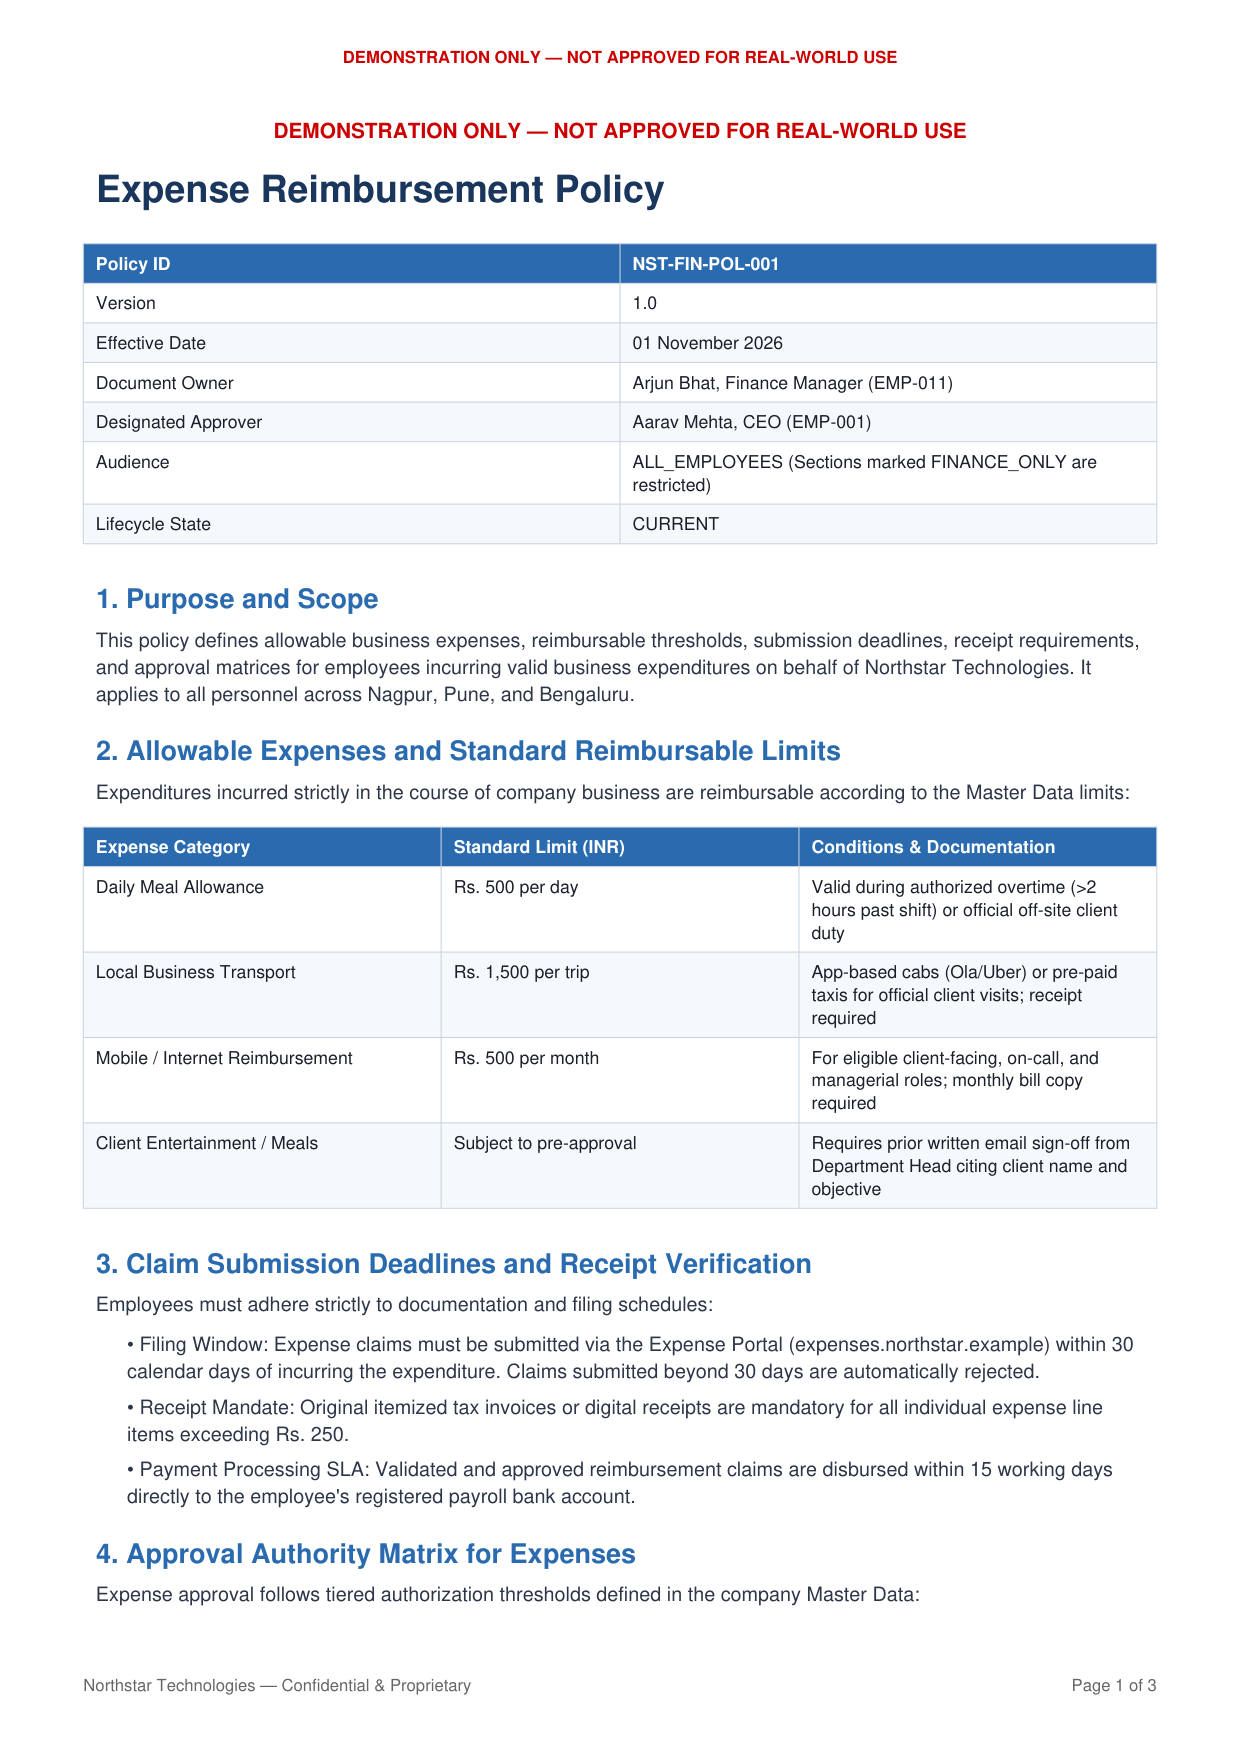 DEMONSTRATION ONLY — NOT APPROVED FOR REAL-WORLD USE
DEMONSTRATION ONLY — NOT APPROVED FOR REAL-WORLD USE
Expense Reimbursement Policy
Policy ID
NST-FIN-POL-001
Version
1.0
Effective Date
01 November 2026
Document Owner
Arjun Bhat, Finance Manager (EMP-011)
Designated Approver
Aarav Mehta, CEO (EMP-001)
Audience
ALL_EMPLOYEES (Sections marked FINANCE_ONLY are
restricted)
Lifecycle State
CURRENT
1. Purpose and Scope
This policy defines allowable business expenses, reimbursable thresholds, submission deadlines, receipt requirements,
and approval matrices for employees incurring valid business expenditures on behalf of Northstar Technologies. It
applies to all personnel across Nagpur, Pune, and Bengaluru.
2. Allowable Expenses and Standard Reimbursable Limits
Expenditures incurred strictly in the course of company business are reimbursable according to the Master Data limits:
Expense Category
Standard Limit (INR)
Conditions & Documentation
Daily Meal Allowance
Rs. 500 per day
Valid during authorized overtime (>2
hours past shift) or official off-site client
duty
Local Business Transport
Rs. 1,500 per trip
App-based cabs (Ola/Uber) or pre-paid
taxis for official client visits; receipt
required
Mobile / Internet Reimbursement
Rs. 500 per month
For eligible client-facing, on-call, and
managerial roles; monthly bill copy
required
Client Entertainment / Meals
Subject to pre-approval
Requires prior written email sign-off from
Department Head citing client name and
objective
3. Claim Submission Deadlines and Receipt Verification
Employees must adhere strictly to documentation and filing schedules:
• Filing Window: Expense claims must be submitted via the Expense Portal (expenses.northstar.example) within 30
calendar days of incurring the expenditure. Claims submitted beyond 30 days are automatically rejected.
• Receipt Mandate: Original itemized tax invoices or digital receipts are mandatory for all individual expense line
items exceeding Rs. 250.
• Payment Processing SLA: Validated and approved reimbursement claims are disbursed within 15 working days
directly to the employee's registered payroll bank account.
4. Approval Authority Matrix for Expenses
Expense approval follows tiered authorization thresholds defined in the company Master Data:
Northstar Technologies — Confidential & Proprietary
Page 1 of 3